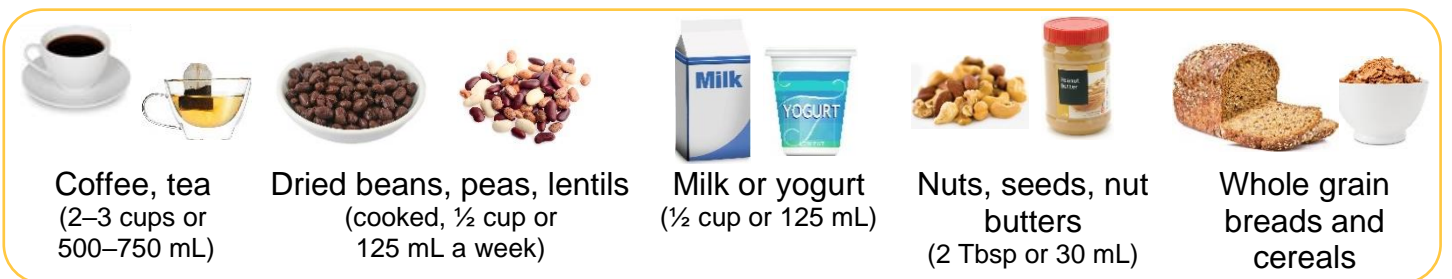 Milk
YOGURT
Peanut
Butter
Coffee, tea
(2–3 cups or
500–750 mL)
Dried beans, peas, lentils
(cooked, ½ cup or
125 mL a week)
Milk or yogurt
(½ cup or 125 mL)
Nuts, seeds, nut
butters
(2 Tbsp or 30 mL)
Whole grain
breads and
cereals